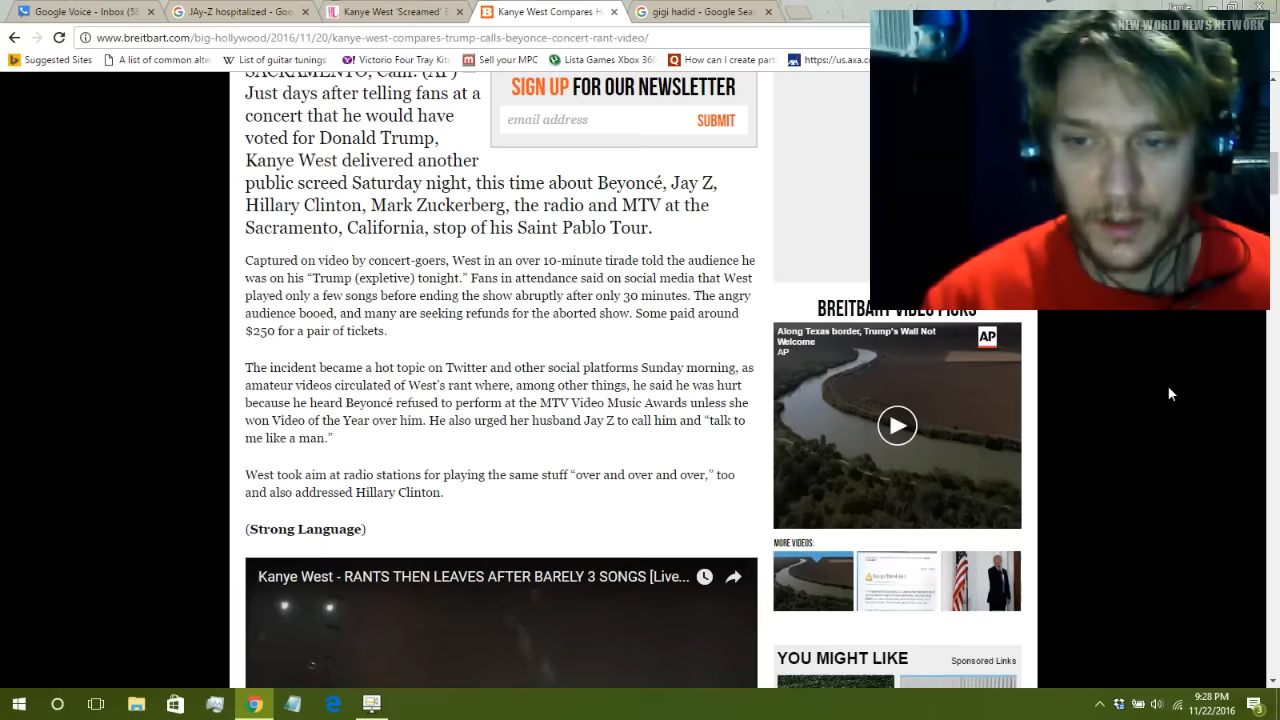 Google Voice - Inbox (58
JAY-Z hospitalized - Goo
Kanye West 'Screame
Kanye West Compares Hi
gigi hadid - Google Sear
www.breitbart.com/big-hollywood/2016/11/20/kanye-west-com
-calls-be
-cert-rant-video/
Suggested Site
A list of common alte
List of guitar tunings
Victorio Four Tray Kit
Sell your MPC
Lista Games Xbox 36
How can I create part
https://us.axa.co
NEW WORLD NEWS NETWORK
Just days after telling fans at a
concert that he would have
voted for Donald Trump,
Kanye West delivered another
public screed Saturday night, this time about Beyoncé, Jay Z,
Hillary Clinton, Mark Zuckerberg, the radio and MTV at the
Sacramento, California, stop of his Saint Pablo Tour.
SIGN UP FOR OUR NEWSLETTER
email address
SUBMIT
Captured on video by concert-goers, West in an over 10-minute tirade told the audience he
was on his “Trump (expletive) tonight.” Fans in attendance said on social media that West
played only a few songs before ending the show abruptly after only 30 minutes. The angry
audience booed, and many are seeking refunds for the aborted show. Some paid around
$250 for a pair of tickets.
The incident became a hot topic on Twitter and other social platforms Sunday morning, as
amateur videos circulated of West’s rant where, among other things, he said he was hurt
because he heard Beyoncé refused to perform at the MTV Video Music Awards unless she
won Video of the Year over him. He also urged her husband Jay Z to call him and “talk to
me like a man.”
West took aim at radio stations for playing the same stuff “over and over and over,” too
and also addressed Hillary Clinton.
(Strong Language)
Kanye West - RANTS THEN LEAVES AFTER BARELY 3 SONGS [Live...
BREITBART VIDEO PICKS
Along Texas border, Trump's Wall Not
Welcome
AP
AP
MORE VIDEOS:
YOU MIGHT LIKE
Sponsored Links
9:28 PM
11/22/2016
3